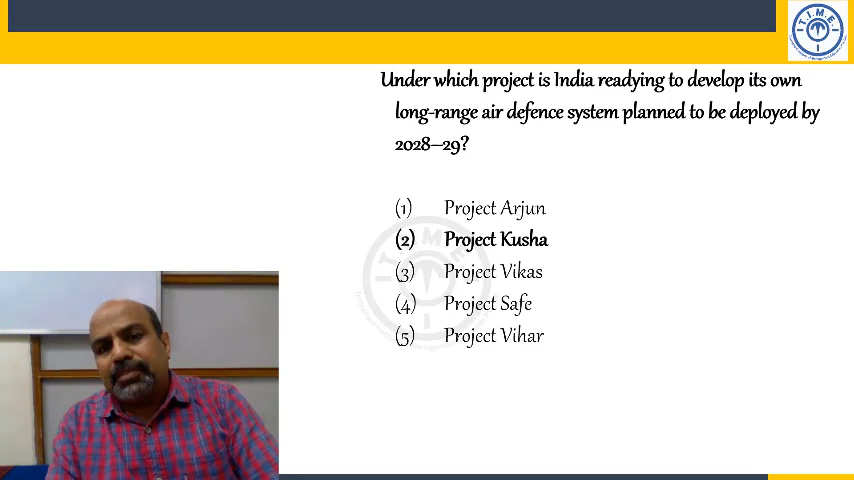 T.I.M.E.
Under which project is India readying to develop its own
long-range air defence system planned to be deployed by
2028–29?
(1) Project Arjun
(2) Project Kusha
(3) Project Vikas
(4) Project Safe
(5) Project Vihar
T.I.M.E.